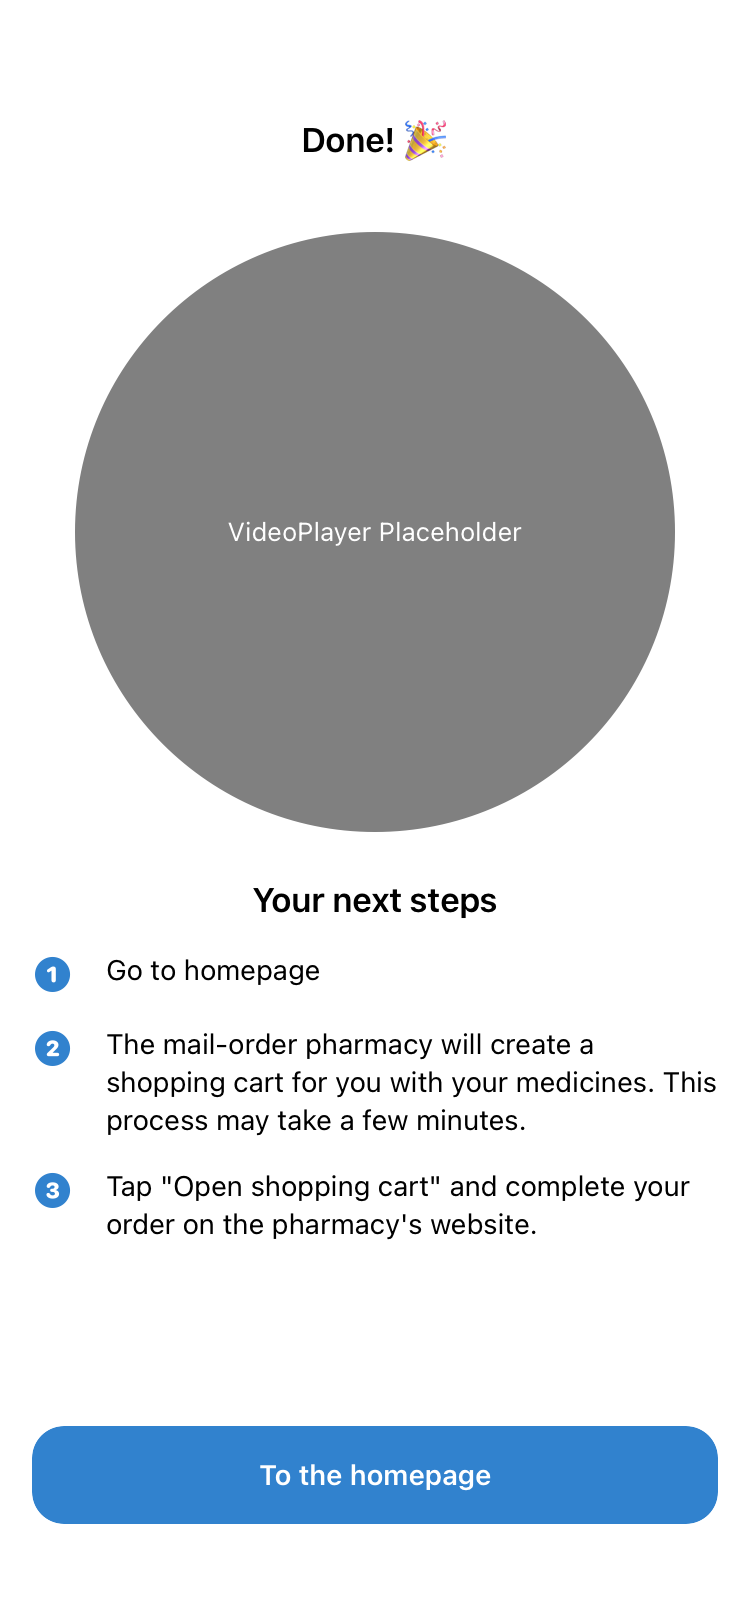 Done! 🎉
VideoPlayer Placeholder
Your next steps
1 Go to homepage
2 The mail-order pharmacy will create a
shopping cart for you with your medicines. This
process may take a few minutes.
3 Tap "Open shopping cart" and complete your
order on the pharmacy's website.
To the homepage